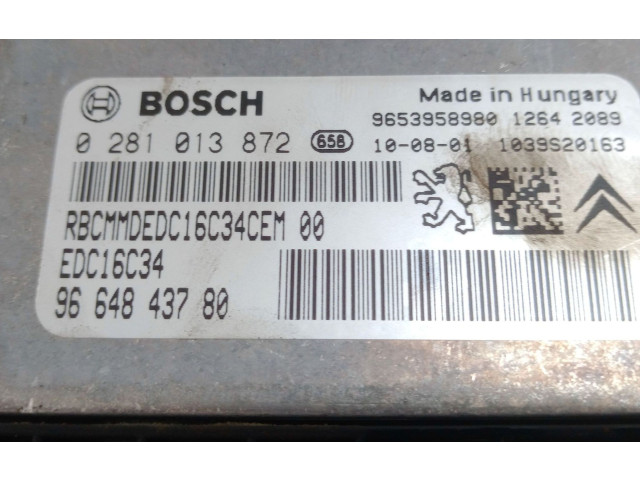 BOSCH
Made in Hungary
9653958980 1264 2089
0 281 013 872 658
10-08-01 1039S20163
RBCMMDEDC16C34CEM 00
EDC16C34
96 648 437 80